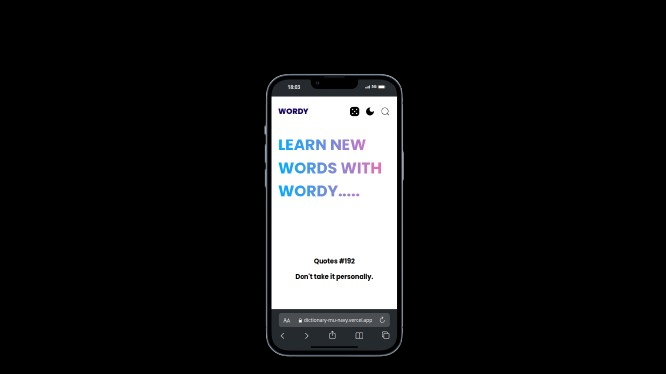 18:03
WORDY
LEARN NEW
WORDS WITH
WORDY.....
Quotes #192
Don't take it personally.
AA dictionary-mu-navy.vercel.app